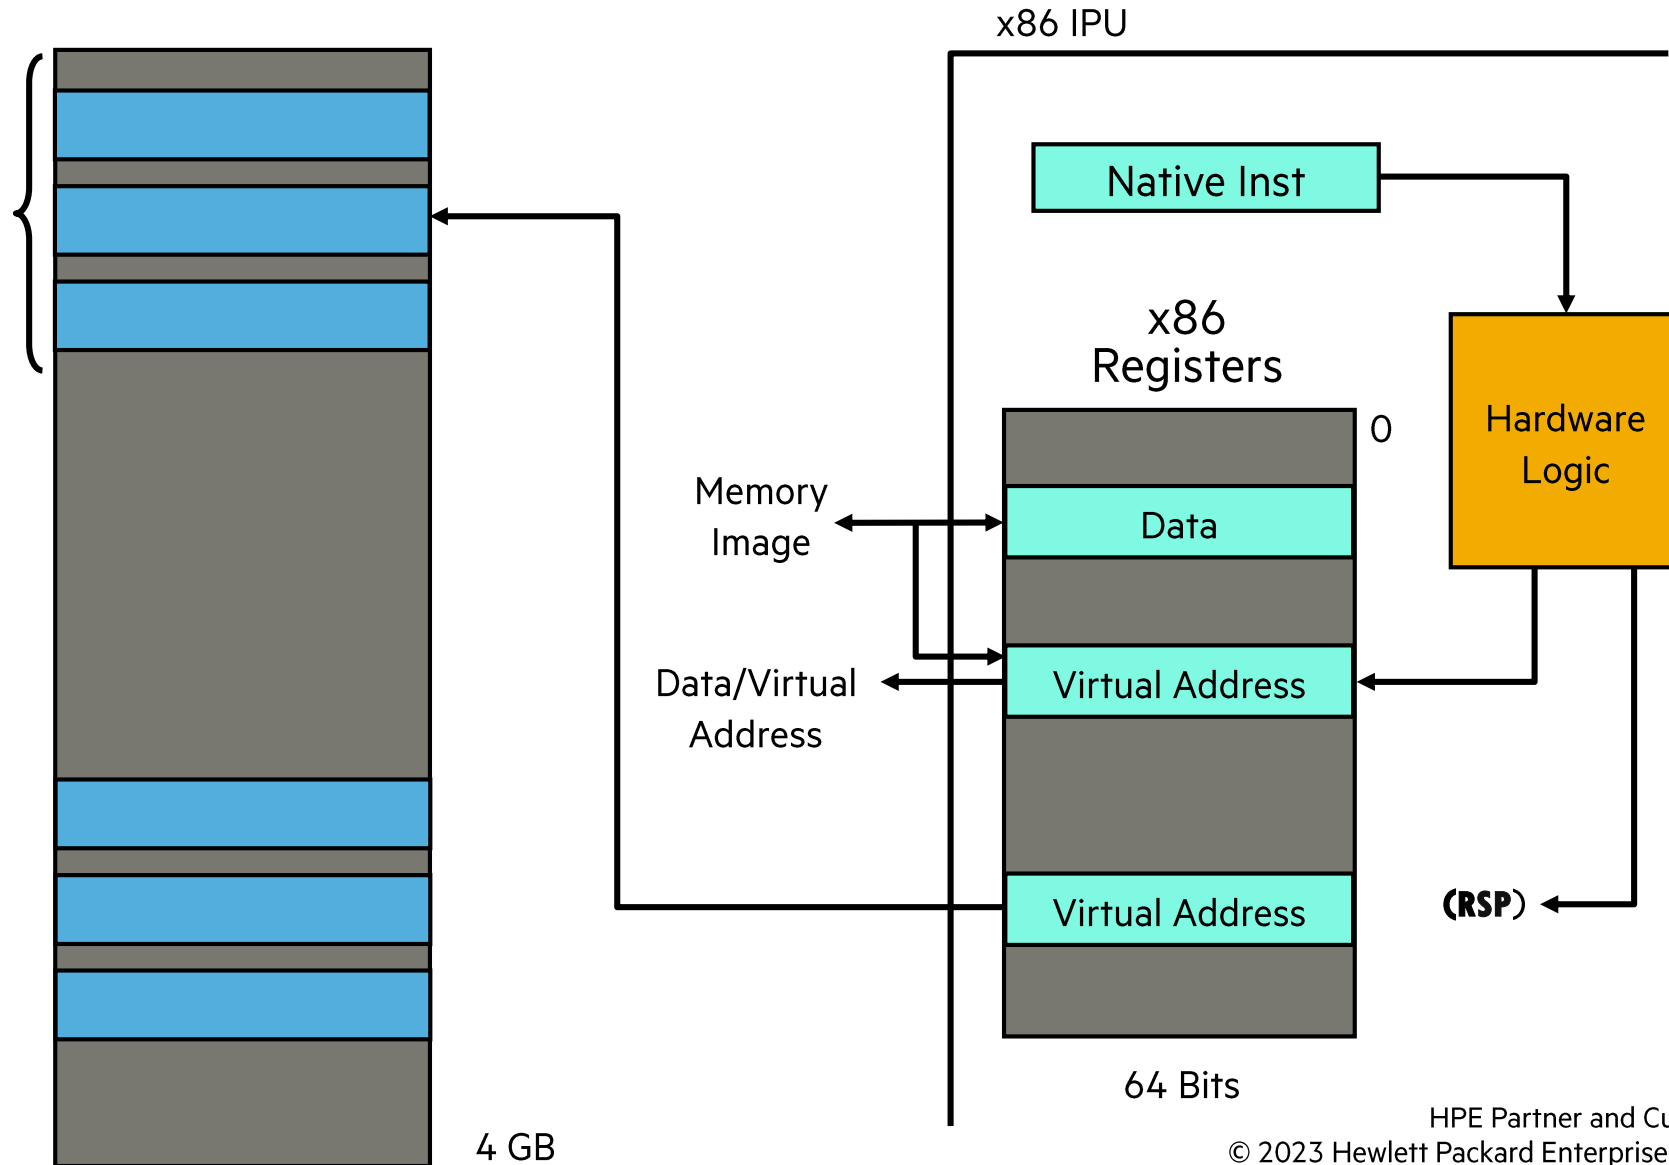 x86 IPU
Native Inst
x86
Registers
0
Hardware
Logic
Memory
Image
Data
Data/Virtual
Address
Virtual Address
Virtual Address
(RSP)
64 Bits
4 GB
HPE Partner and Cu
© 2023 Hewlett Packard Enterprise